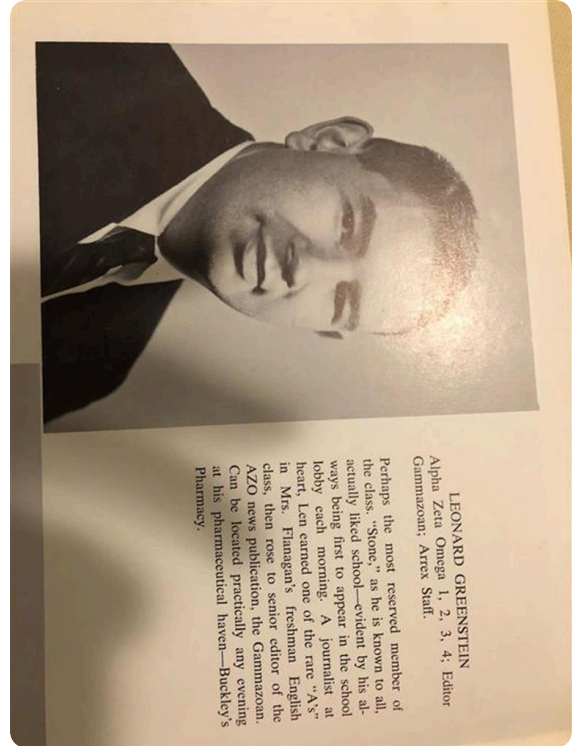 LEONARD GREENSTEIN
Alpha Zeta Omega 1, 2, 3, 4; Editor
Gammazoan; Arrex Staff.
Perhaps the most reserved member of
the class. “Stone,” as he is known to all,
actually liked school—evident by his al-
ways being first to appear in the school
lobby each morning. A journalist at
heart, Len earned one of the rare “A's”
in Mrs. Flanagan's freshman English
class, then rose to senior editor of the
AZO news publication, the Gammazoan.
Can be located practically any evening
at his pharmaceutical haven—Buckley's
Pharmacy.